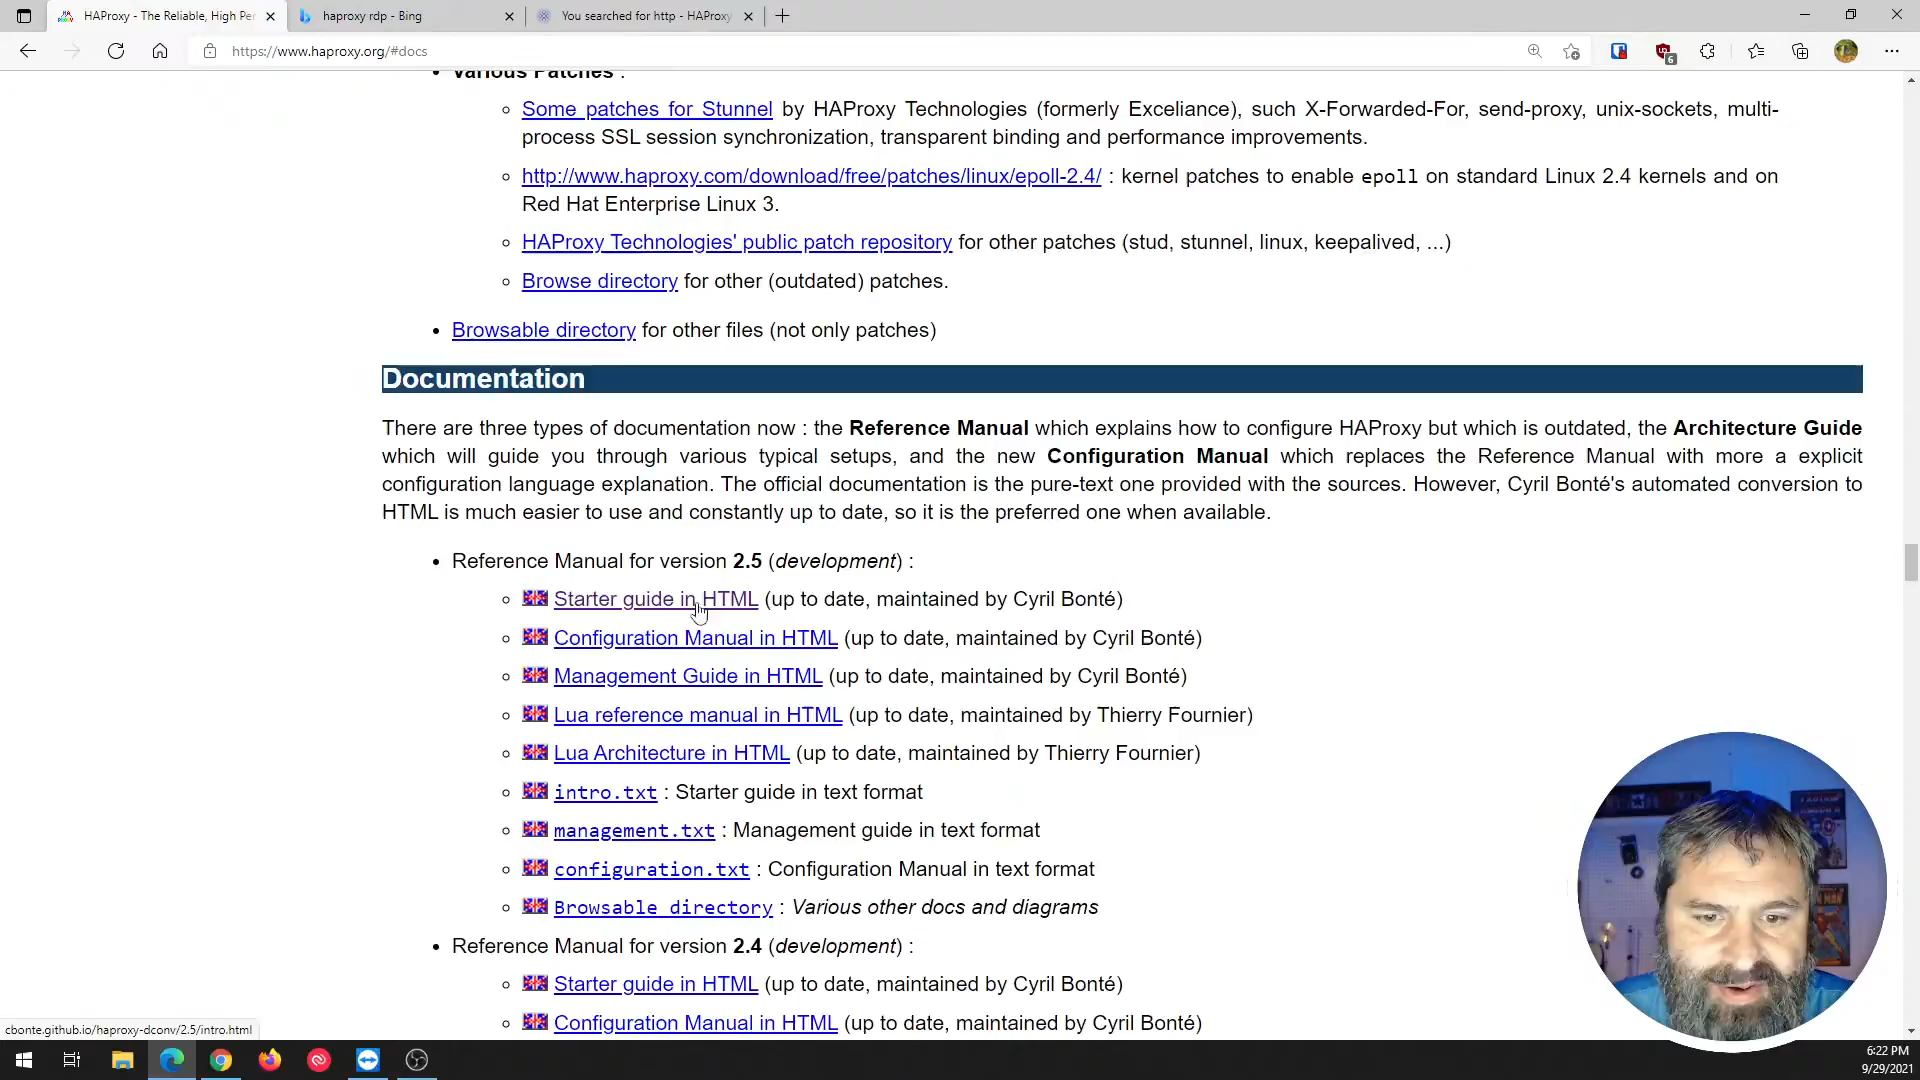 HAProxy - The Reliable, High Per
haproxy rdp - Bing
You searched for http - HAProxy
https://www.haproxy.org/#docs
6
• Various Patches :
Some patches for Stunnel by HAProxy Technologies (formerly Exceliance), such X-Forwarded-For, send-proxy, unix-sockets, multi-
process SSL session synchronization, transparent binding and performance improvements.
http://www.haproxy.com/download/free/patches/linux/epoll-2.4/ : kernel patches to enable epoll on standard Linux 2.4 kernels and on
Red Hat Enterprise Linux 3.
HAProxy Technologies' public patch repository for other patches (stud, stunnel, linux, keepalived, ...)
Browse directory for other (outdated) patches.
• Browsable directory for other files (not only patches)
Documentation
There are three types of documentation now : the Reference Manual which explains how to configure HAProxy but which is outdated, the Architecture Guide
which will guide you through various typical setups, and the new Configuration Manual which replaces the Reference Manual with more a explicit
configuration language explanation. The official documentation is the pure-text one provided with the sources. However, Cyril Bonté's automated conversion to
HTML is much easier to use and constantly up to date, so it is the preferred one when available.
• Reference Manual for version 2.5 (development) :
Starter guide in HTML (up to date, maintained by Cyril Bonté)
Configuration Manual in HTML (up to date, maintained by Cyril Bonté)
Management Guide in HTML (up to date, maintained by Cyril Bonté)
Lua reference manual in HTML (up to date, maintained by Thierry Fournier)
Lua Architecture in HTML (up to date, maintained by Thierry Fournier)
intro.txt : Starter guide in text format
management.txt : Management guide in text format
configuration.txt : Configuration Manual in text format
Browsable directory : Various other docs and diagrams
• Reference Manual for version 2.4 (development) :
Starter guide in HTML (up to date, maintained by Cyril Bonté)
Configuration Manual in HTML (up to date, maintained by Cyril Bonté)
cbonte.github.io/haproxy-dconv/2.5/intro.html
6:22 PM
9/29/2021